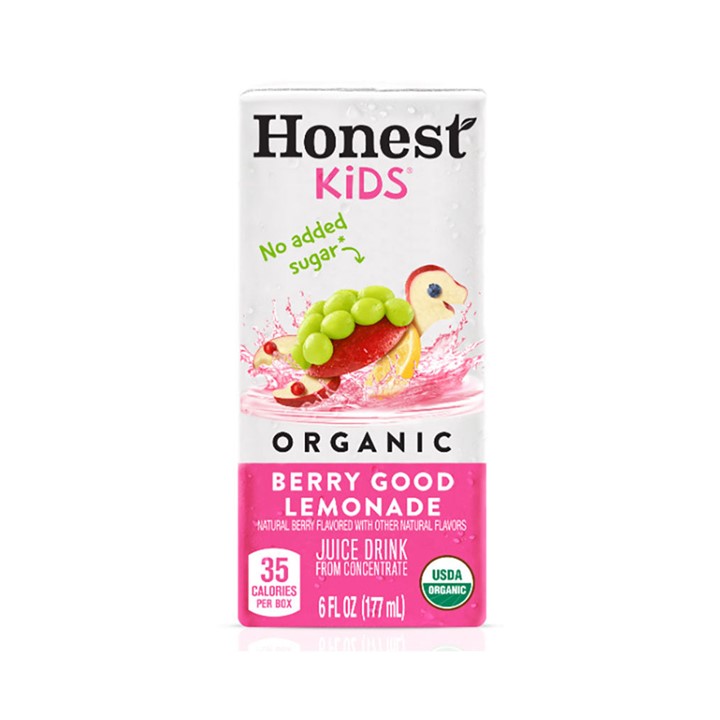 Honest
KiDS®
No added
sugar*
ORGANIC
BERRY GOOD
LEMONADE
NATURAL BERRY FLAVORED WITH OTHER NATURAL FLAVORS
JUICE DRINK
FROM CONCENTRATE
35
CALORIES
PER BOX
6 FL OZ (177 mL)
USDA
ORGANIC